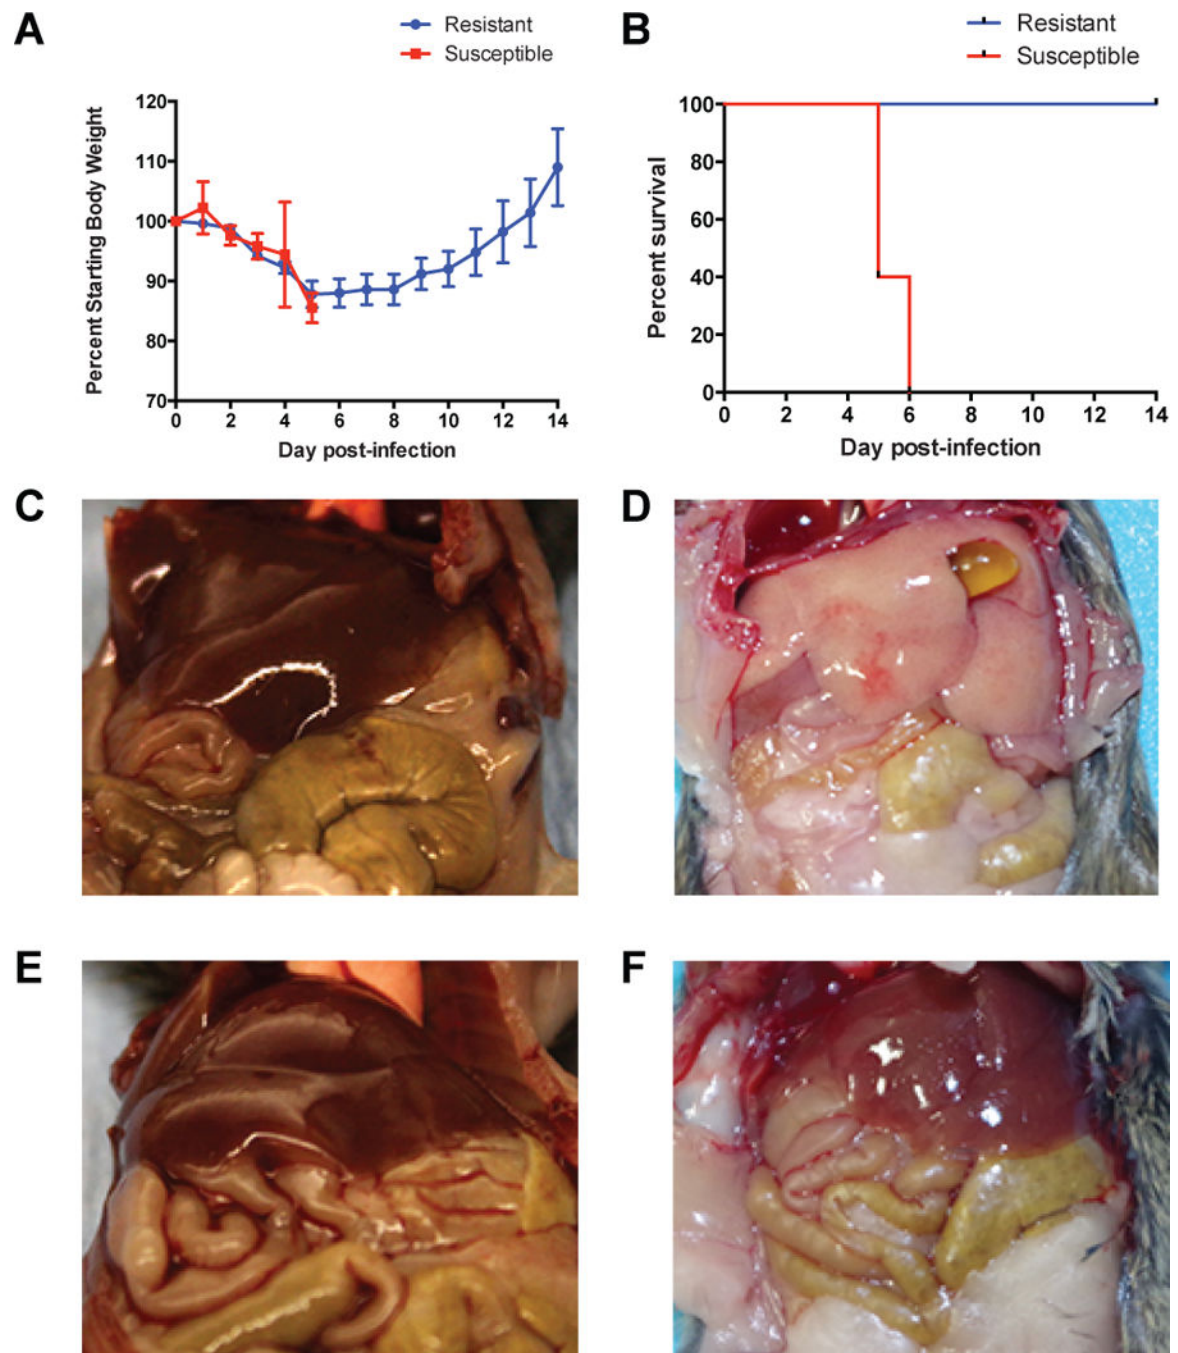 A
Resistant
Susceptible
120
110
100
90
80
70
Percent Starting Body Weight
0 2 4 6 8 10 12 14
Day post-infection
B
Resistant
Susceptible
100
80
60
40
20
0
Percent survival
0 2 4 6 8 10 12 14
Day post-infection
C
D
E
F